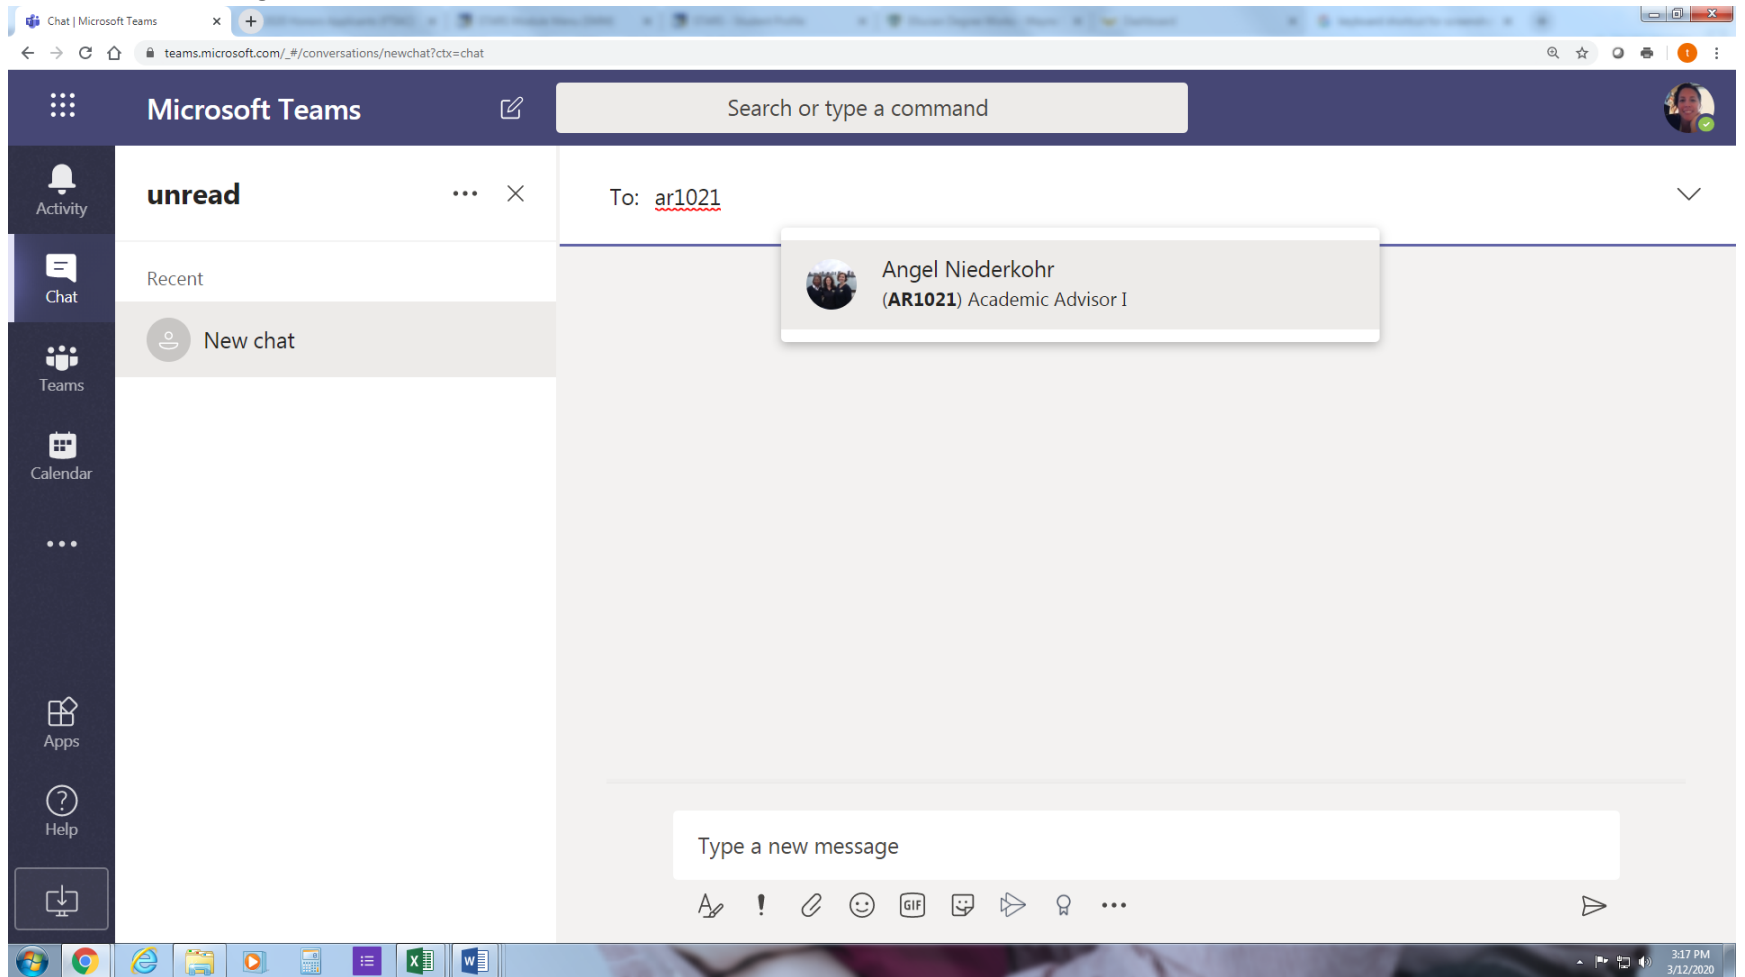 Chat | Microsoft Teams
teams.microsoft.com/_#/conversations/newchat?ctx=chat
t
Microsoft Teams
Search or type a command
Activity
Chat
Teams
Calendar
Apps
Help
unread
Recent
New chat
To: ar1021
Angel Niederkohr
(AR1021) Academic Advisor I
Type a new message
GIF
3:17 PM
3/12/2020